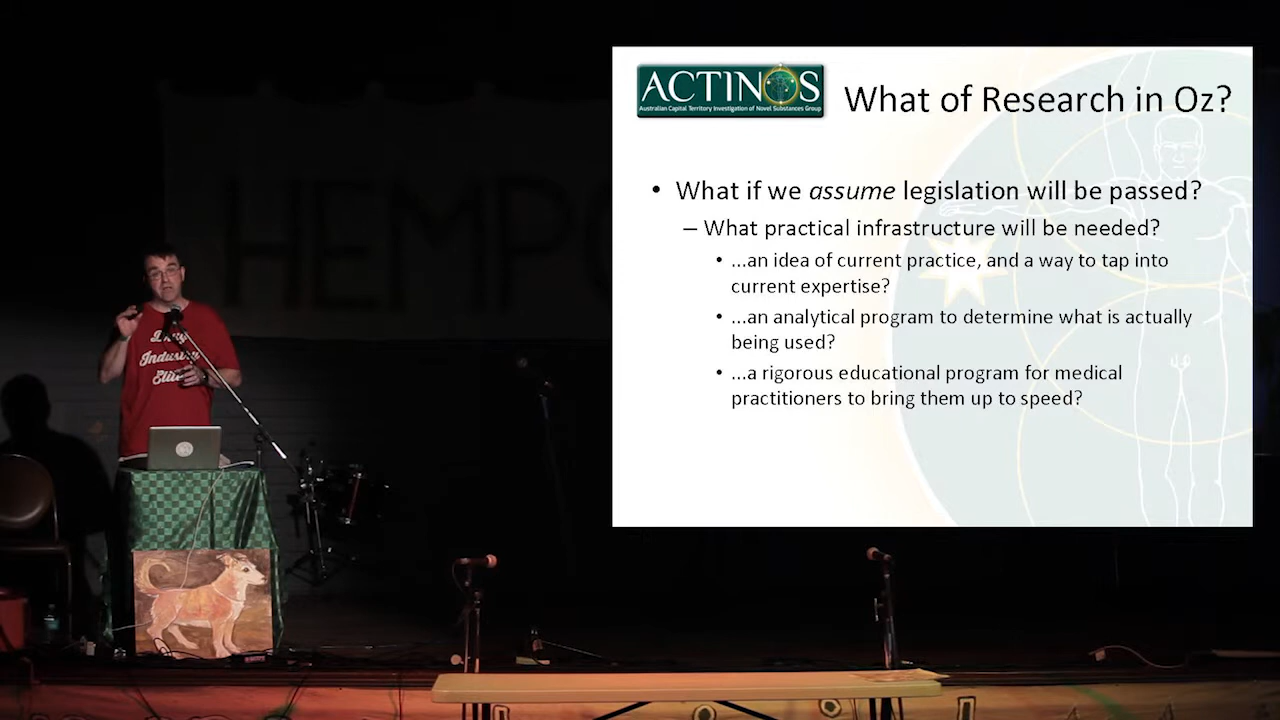 ACTINOS
Australian Capital Territory Investigation of Novel Substances Group
What of Research in Oz?
• What if we assume legislation will be passed?
– What practical infrastructure will be needed?
• ...an idea of current practice, and a way to tap into
current expertise?
• ...an analytical program to determine what is actually
being used?
• ...a rigorous educational program for medical
practitioners to bring them up to speed?
HEMP
Drug
Industry
Elite